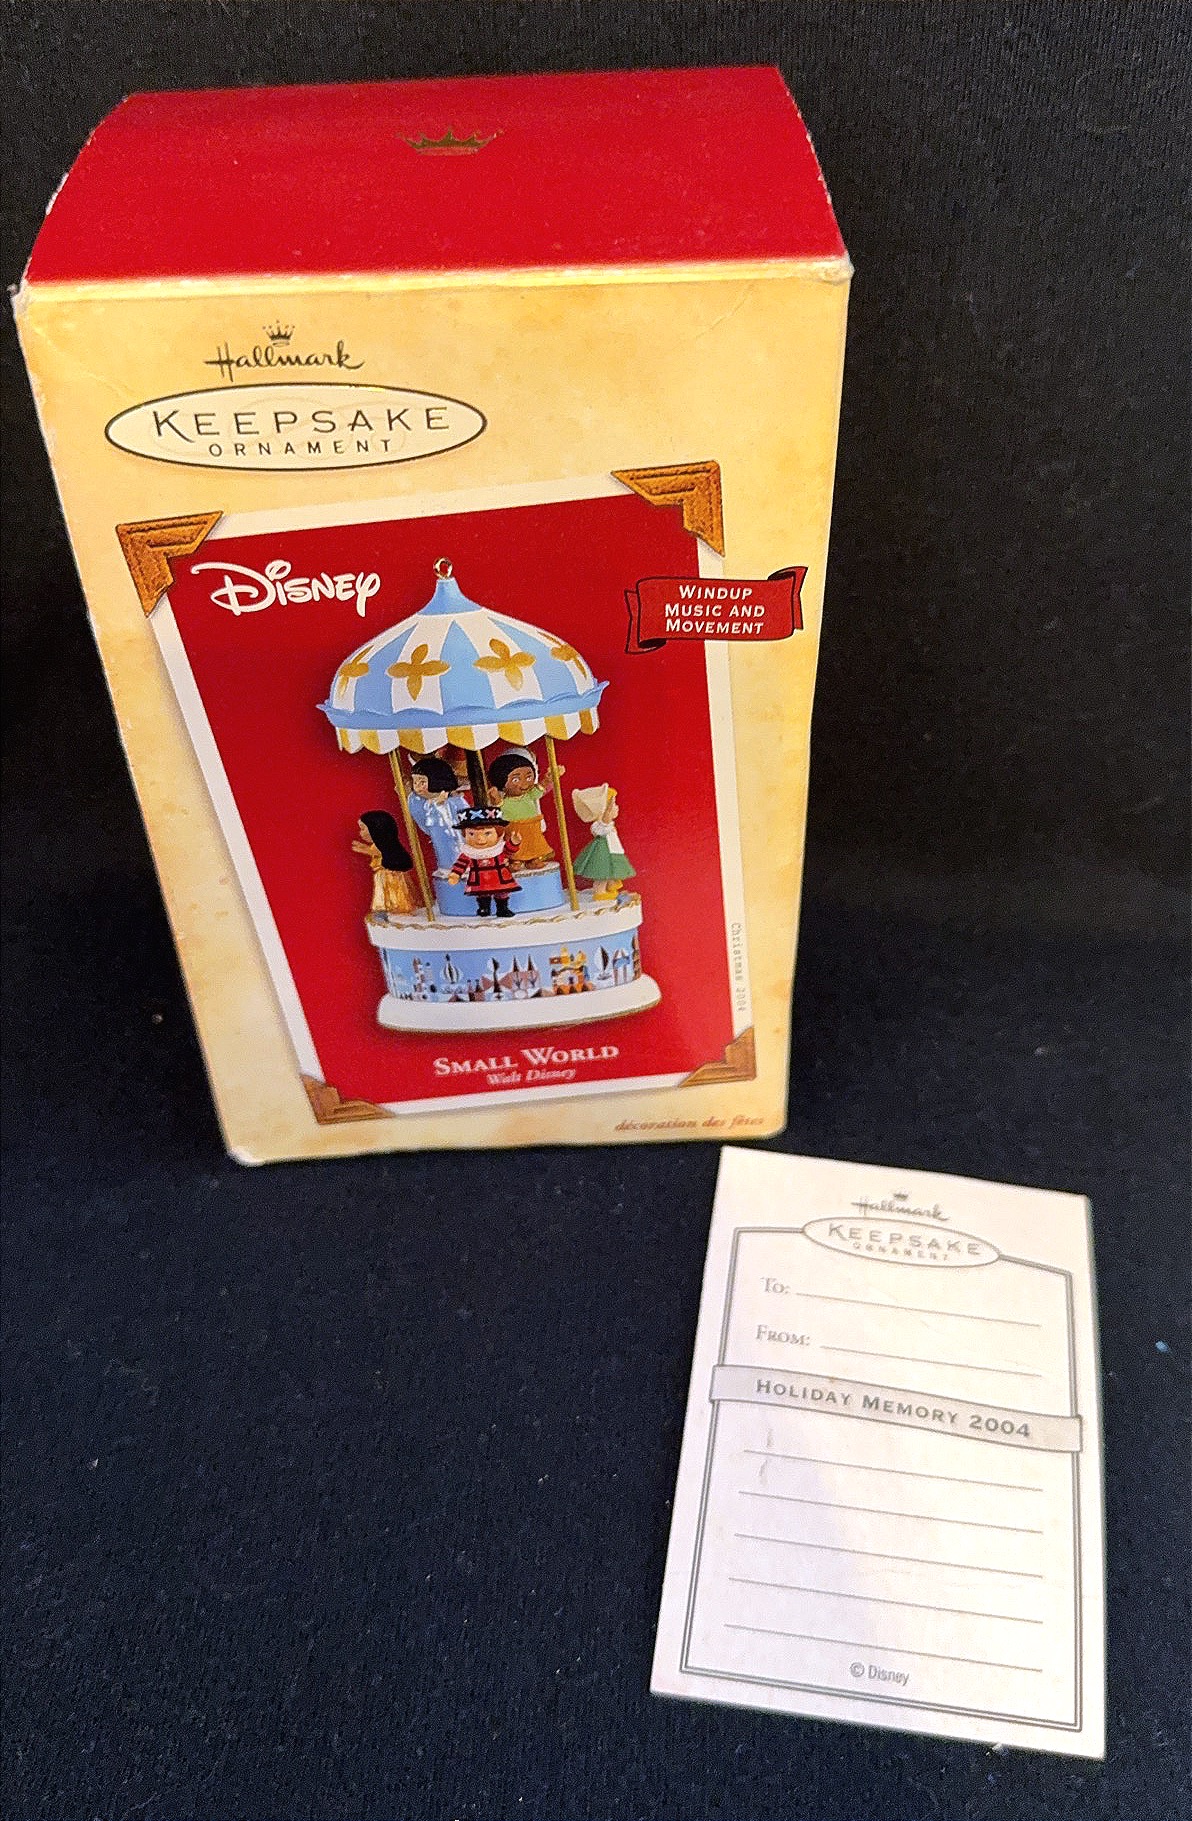 Hallmark
KEEPSAKE
ORNAMENT
DISNEY
WINDUP
MUSIC AND
MOVEMENT
Christmas 2004
SMALL WORLD
Walt Disney
décoration des fêtes
Hallmark
KEEPSAKE
ORNAMENT
TO:
FROM:
HOLIDAY MEMORY 2004
© Disney